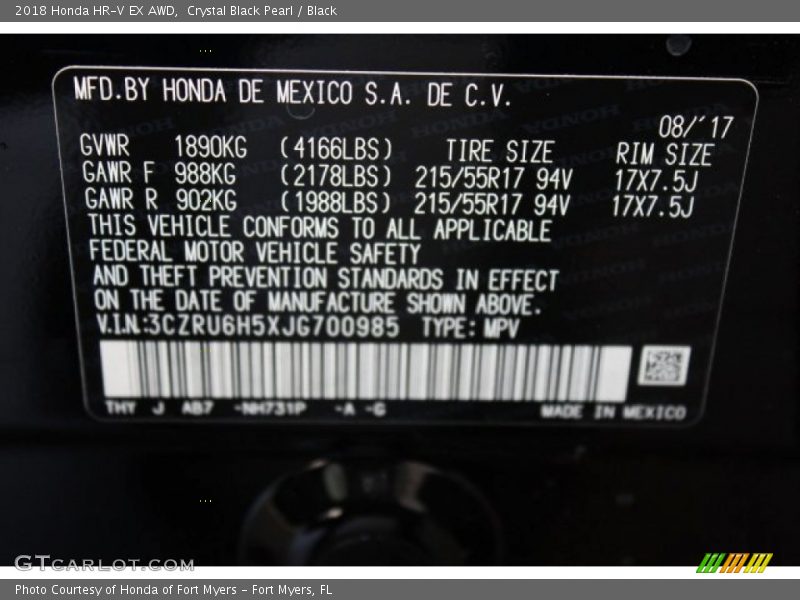 2018 Honda HR-V EX AWD, Crystal Black Pearl / Black
MFD.BY HONDA DE MEXICO S.A. DE C.V.
08/'17
GVWR 1890KG (4166LBS) TIRE SIZE RIM SIZE
GAWR F 988KG (2178LBS) 215/55R17 94V 17X7.5J
GAWR R 902KG (1988LBS) 215/55R17 94V 17X7.5J
THIS VEHICLE CONFORMS TO ALL APPLICABLE
FEDERAL MOTOR VEHICLE SAFETY
AND THEFT PREVENTION STANDARDS IN EFFECT
ON THE DATE OF MANUFACTURE SHOWN ABOVE.
V.I.N.:3CZRU6H5XJG700985 TYPE: MPV
THY J AB7 -NH731P -A -G MADE IN MEXICO
GTCARLOT.COM
Photo Courtesy of Honda of Fort Myers - Fort Myers, FL